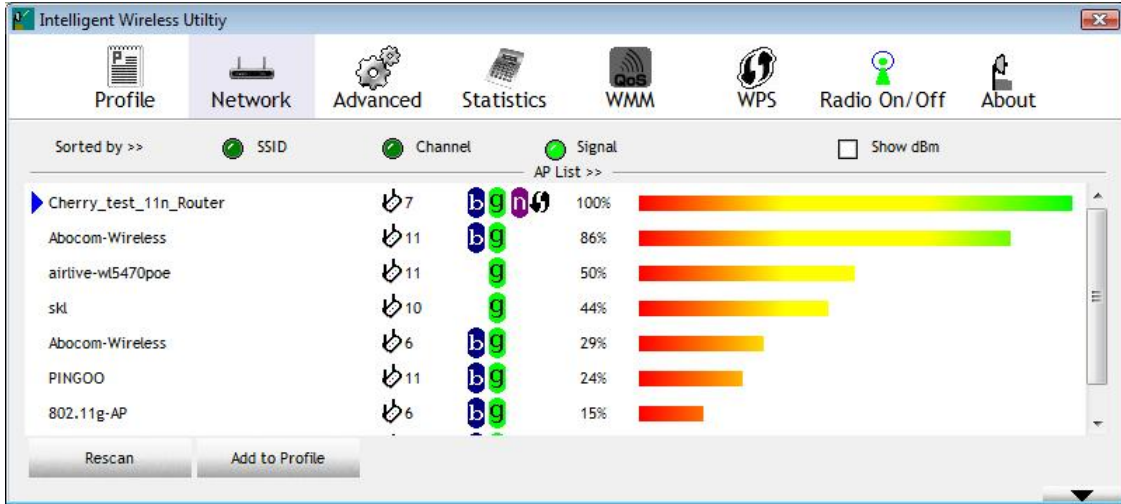 Intelligent Wireless Utiltiy
Profile Network Advanced Statistics QoS WMM WPS Radio On/Off About
Sorted by >> SSID Channel Signal Show dBm
AP List >>
Cherry_test_11n_Router 7 b g n 100%
Abocom-Wireless 11 b g 86%
airlive-wl5470poe 11 g 50%
skl 10 g 44%
Abocom-Wireless 6 b g 29%
PINGOO 11 b g 24%
802.11g-AP 6 b g 15%
Rescan Add to Profile